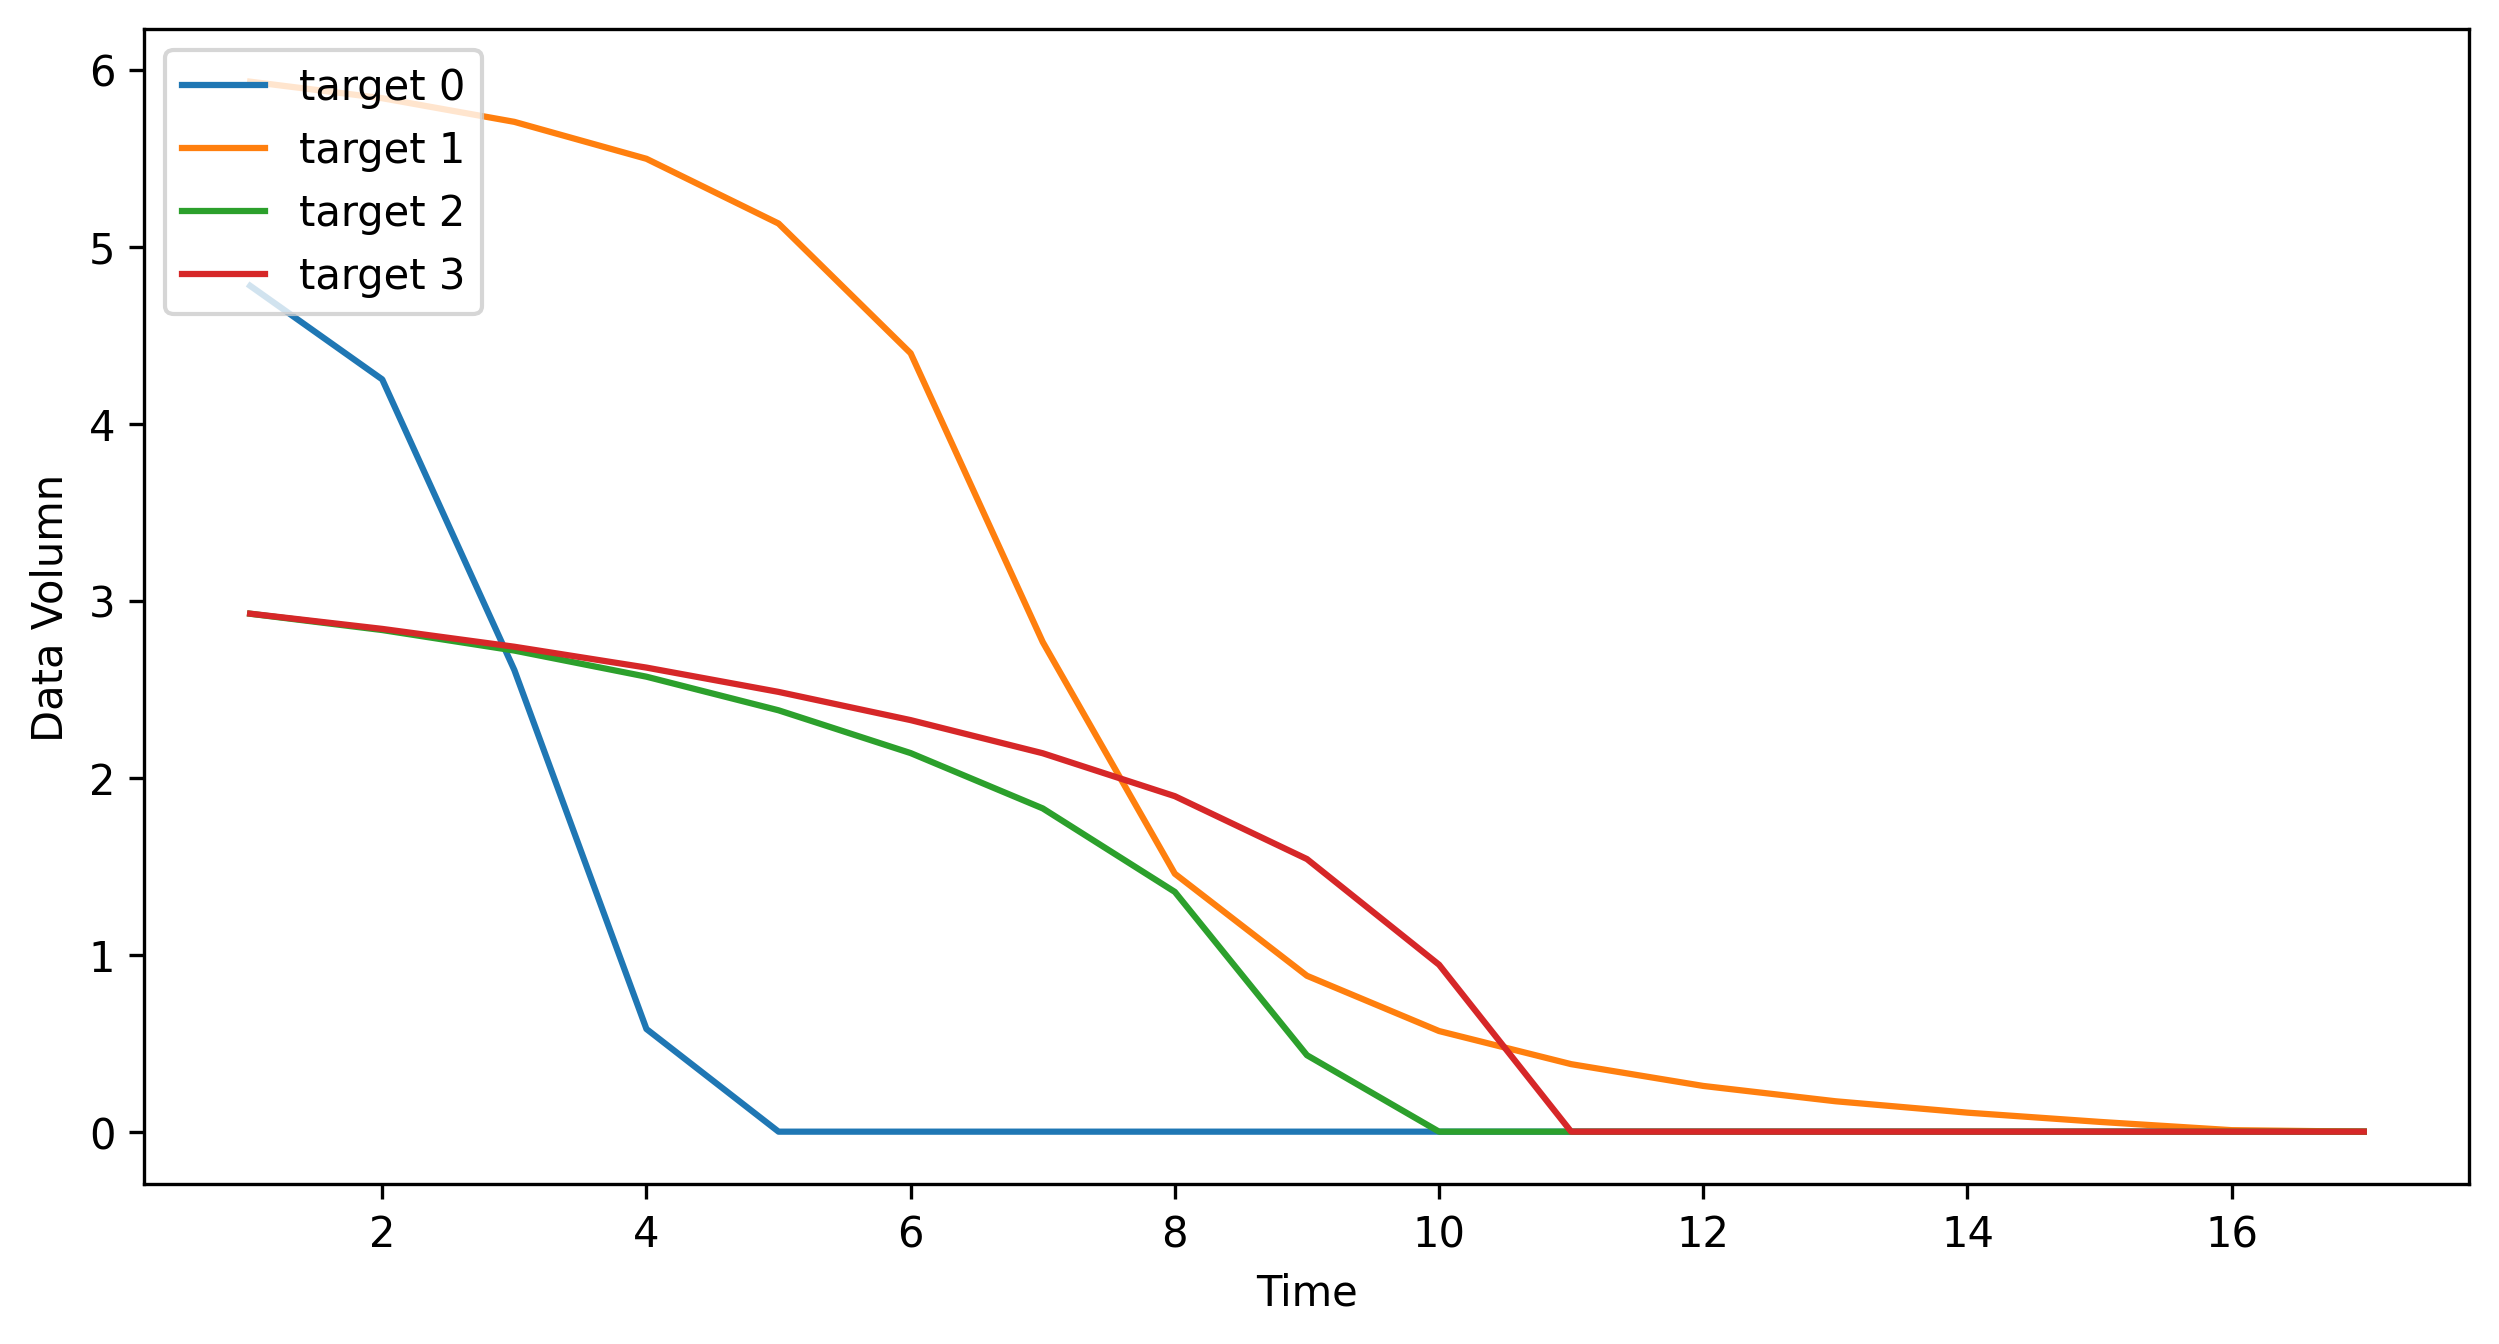 target 0
target 1
target 2
target 3
6
5
4
3
2
1
0
Data Volumn
2 4 6 8 10 12 14 16
Time